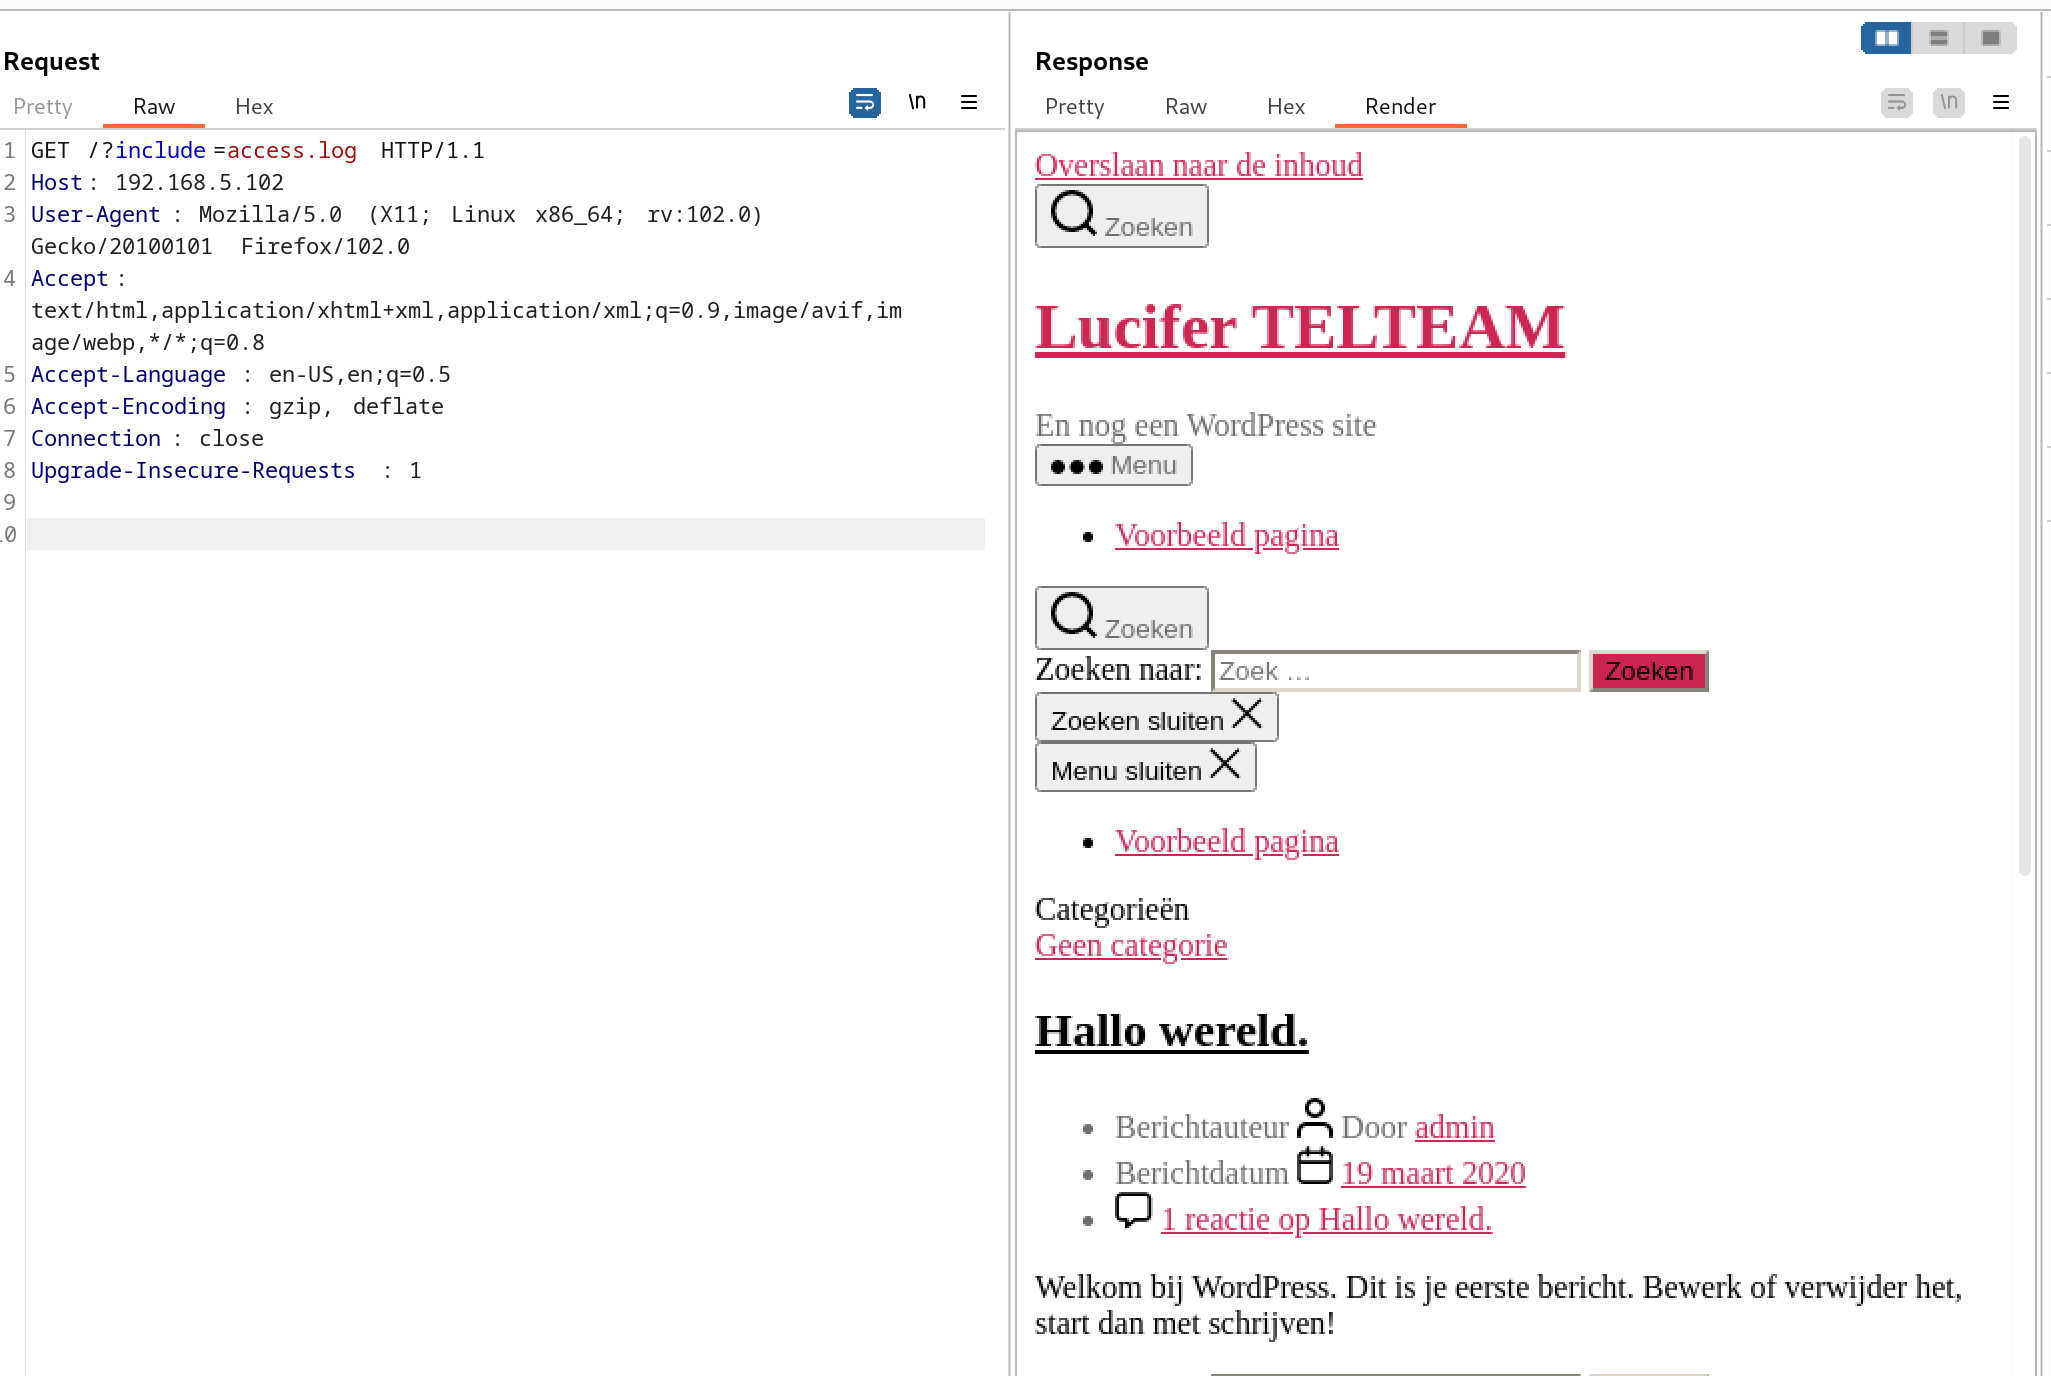 Request
Pretty Raw Hex \n
1 GET /?include=access.log HTTP/1.1
2 Host: 192.168.5.102
3 User-Agent: Mozilla/5.0 (X11; Linux x86_64; rv:102.0)
Gecko/20100101 Firefox/102.0
4 Accept:
text/html,application/xhtml+xml,application/xml;q=0.9,image/avif,im
age/webp,*/*;q=0.8
5 Accept-Language: en-US,en;q=0.5
6 Accept-Encoding: gzip, deflate
7 Connection: close
8 Upgrade-Insecure-Requests: 1
9
10
Response
Pretty Raw Hex Render \n
Overslaan naar de inhoud
Zoeken
Lucifer TELTEAM
En nog een WordPress site
Menu
Voorbeeld pagina
Zoeken
Zoeken naar: Zoek … Zoeken
Zoeken sluiten
Menu sluiten
Voorbeeld pagina
Categorieën
Geen categorie
Hallo wereld.
Berichtauteur Door admin
Berichtdatum 19 maart 2020
1 reactie op Hallo wereld.
Welkom bij WordPress. Dit is je eerste bericht. Bewerk of verwijder het,
start dan met schrijven!